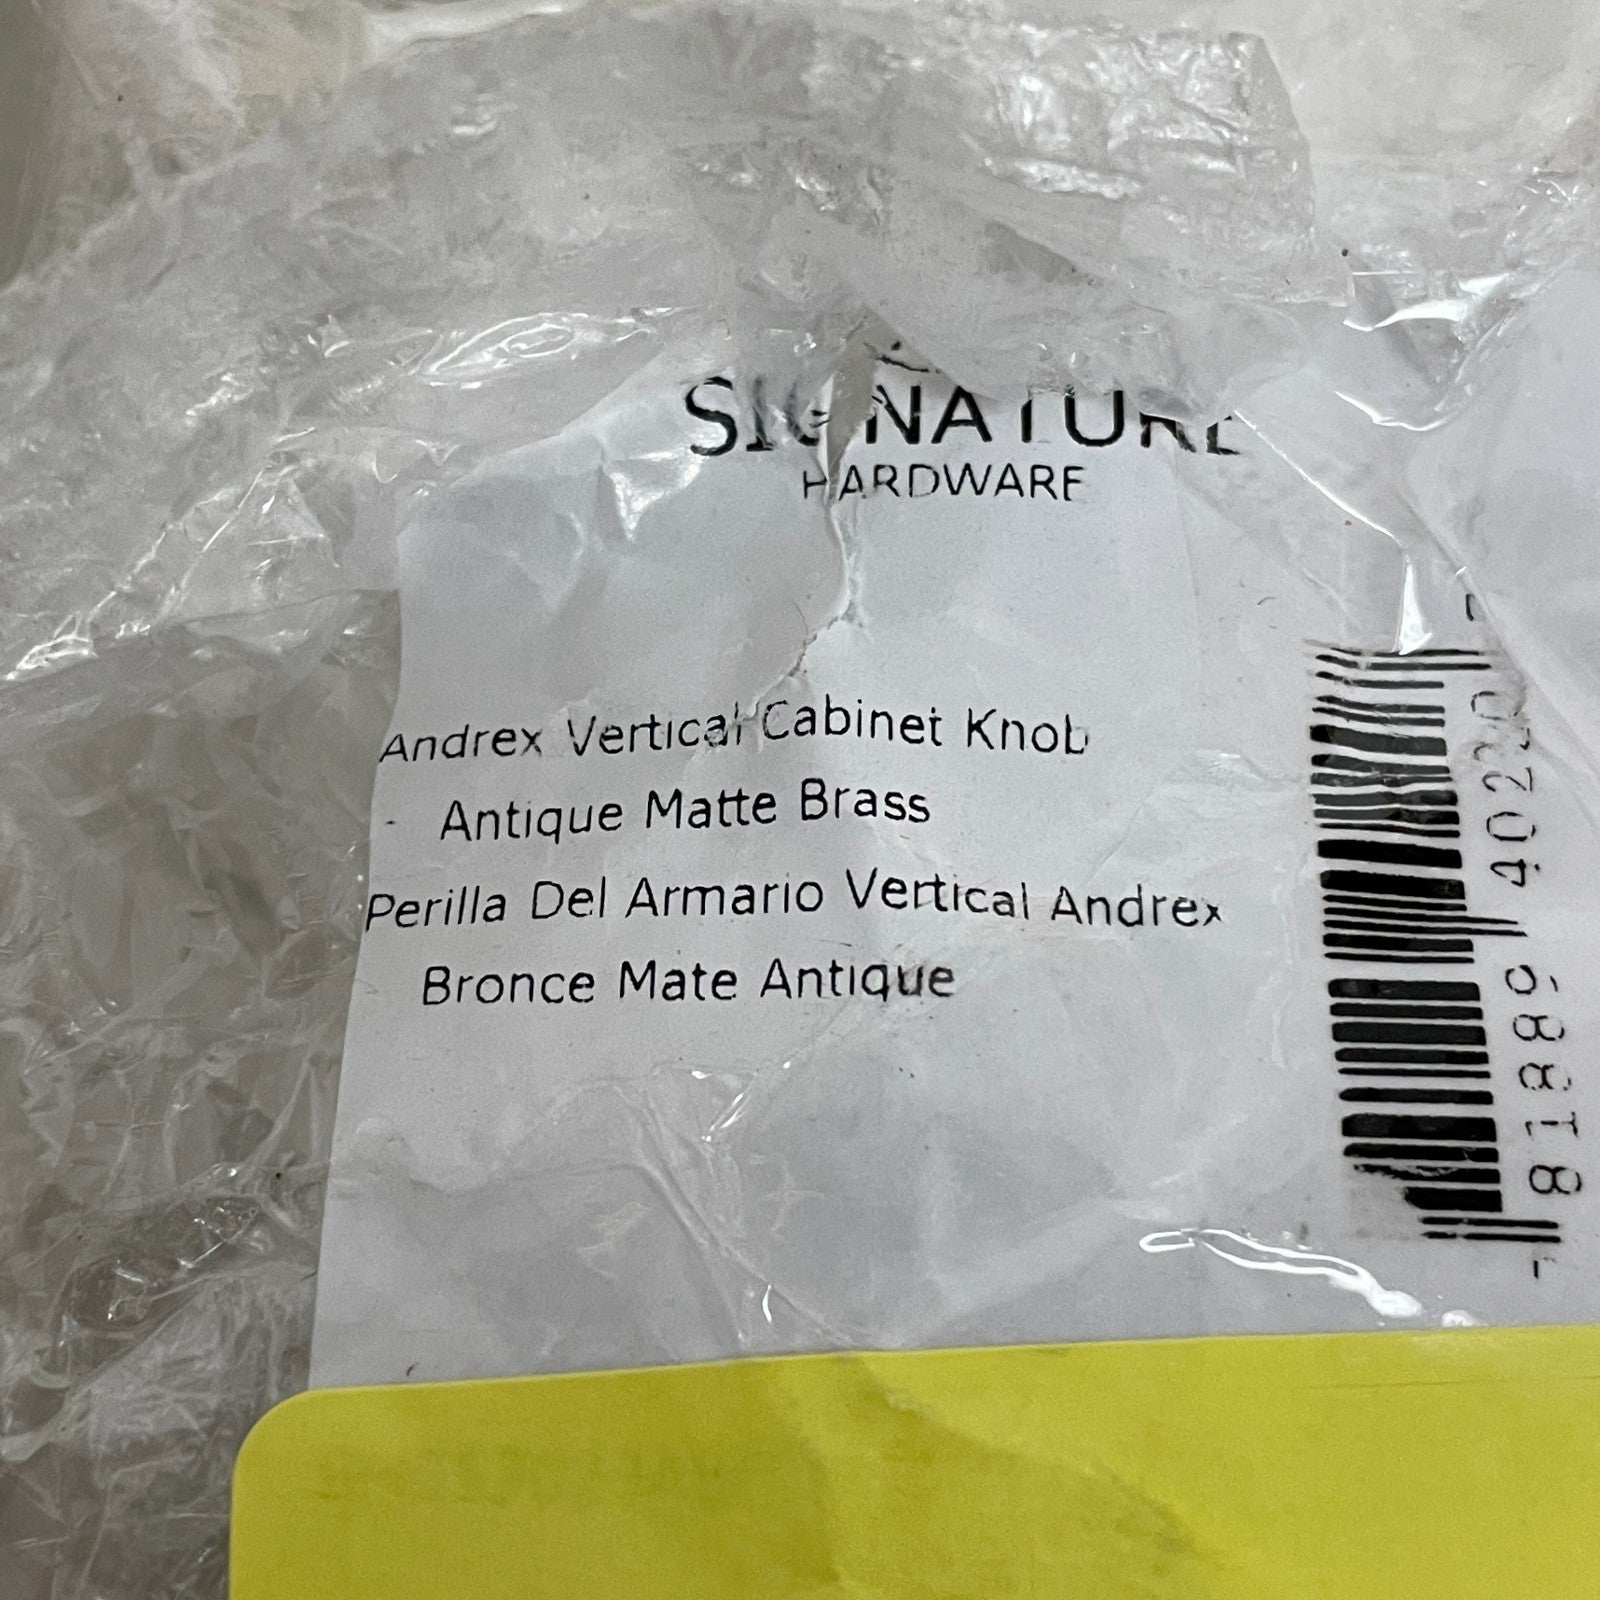 SIGNATURE
HARDWARE
Andrex Vertical Cabinet Knob
- Antique Matte Brass
Perilla Del Armario Vertical Andrex
Bronce Mate Antique